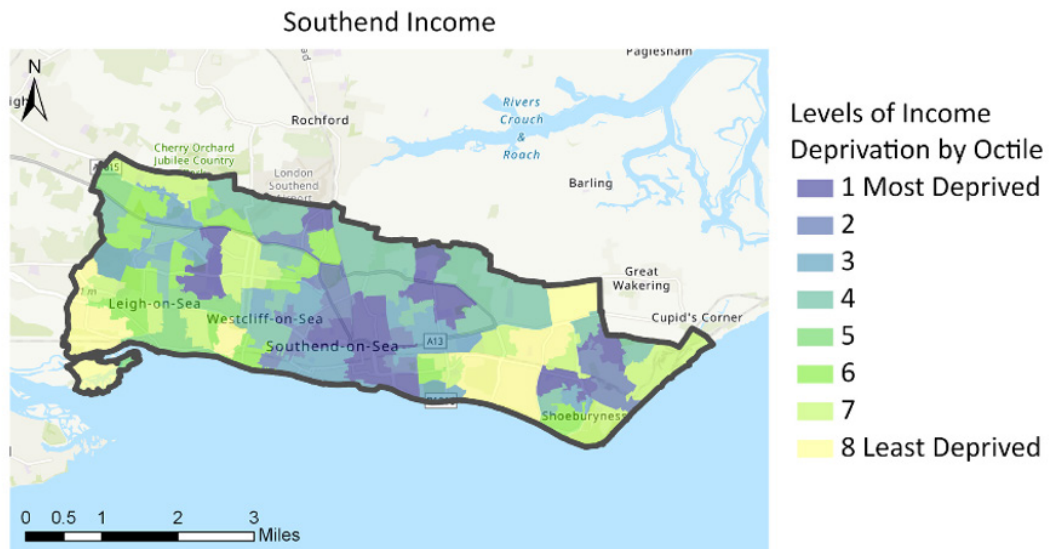 Southend Income
N
Paglesham
Rivers
Crouch
&
Roach
Rochford
Cherry Orchard
Jubilee Country
London
Southend
Barling
Great
Wakering
Cupid's Corner
Leigh-on-Sea
Westcliff-on-Sea
Southend-on-Sea
A13
Shoeburyness
0 0.5 1 2 3
Miles
Levels of Income
Deprivation by Octile
1 Most Deprived
2
3
4
5
6
7
8 Least Deprived